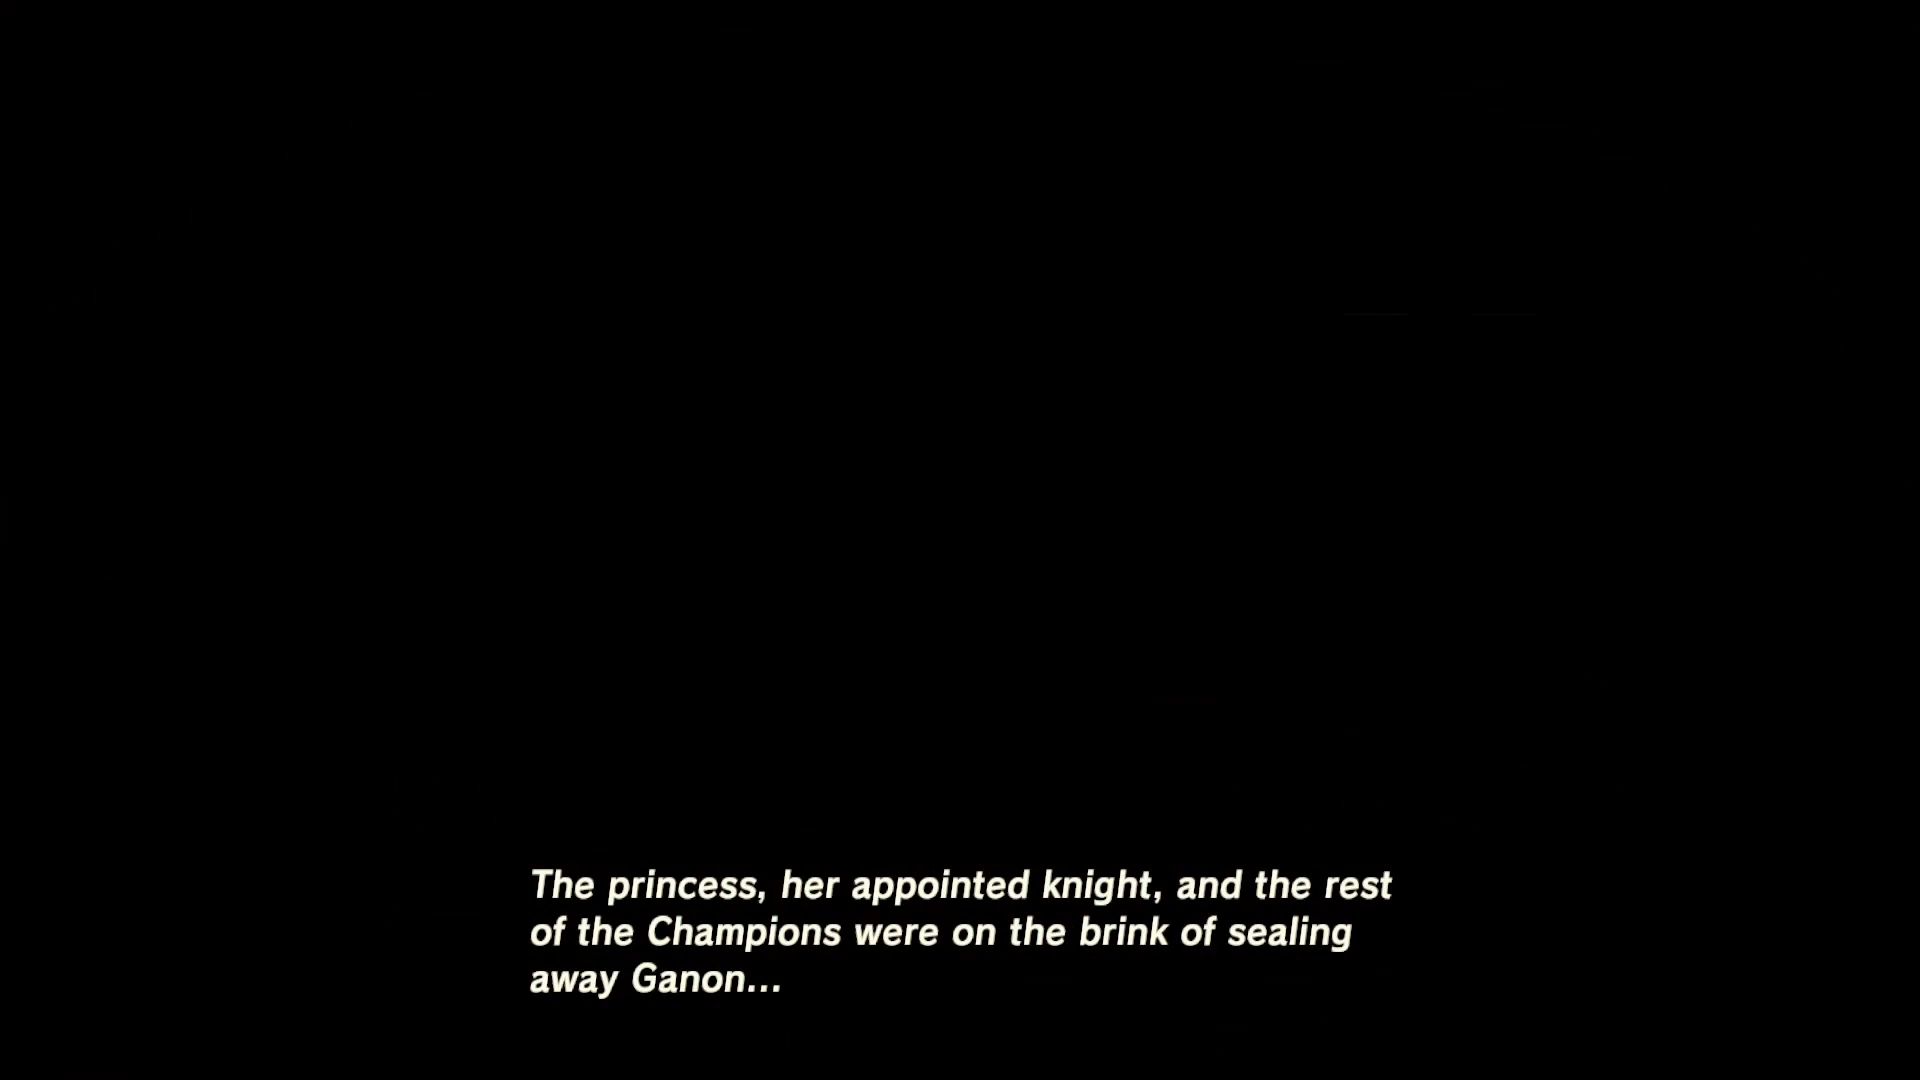 The princess, her appointed knight, and the rest
of the Champions were on the brink of sealing
away Ganon...